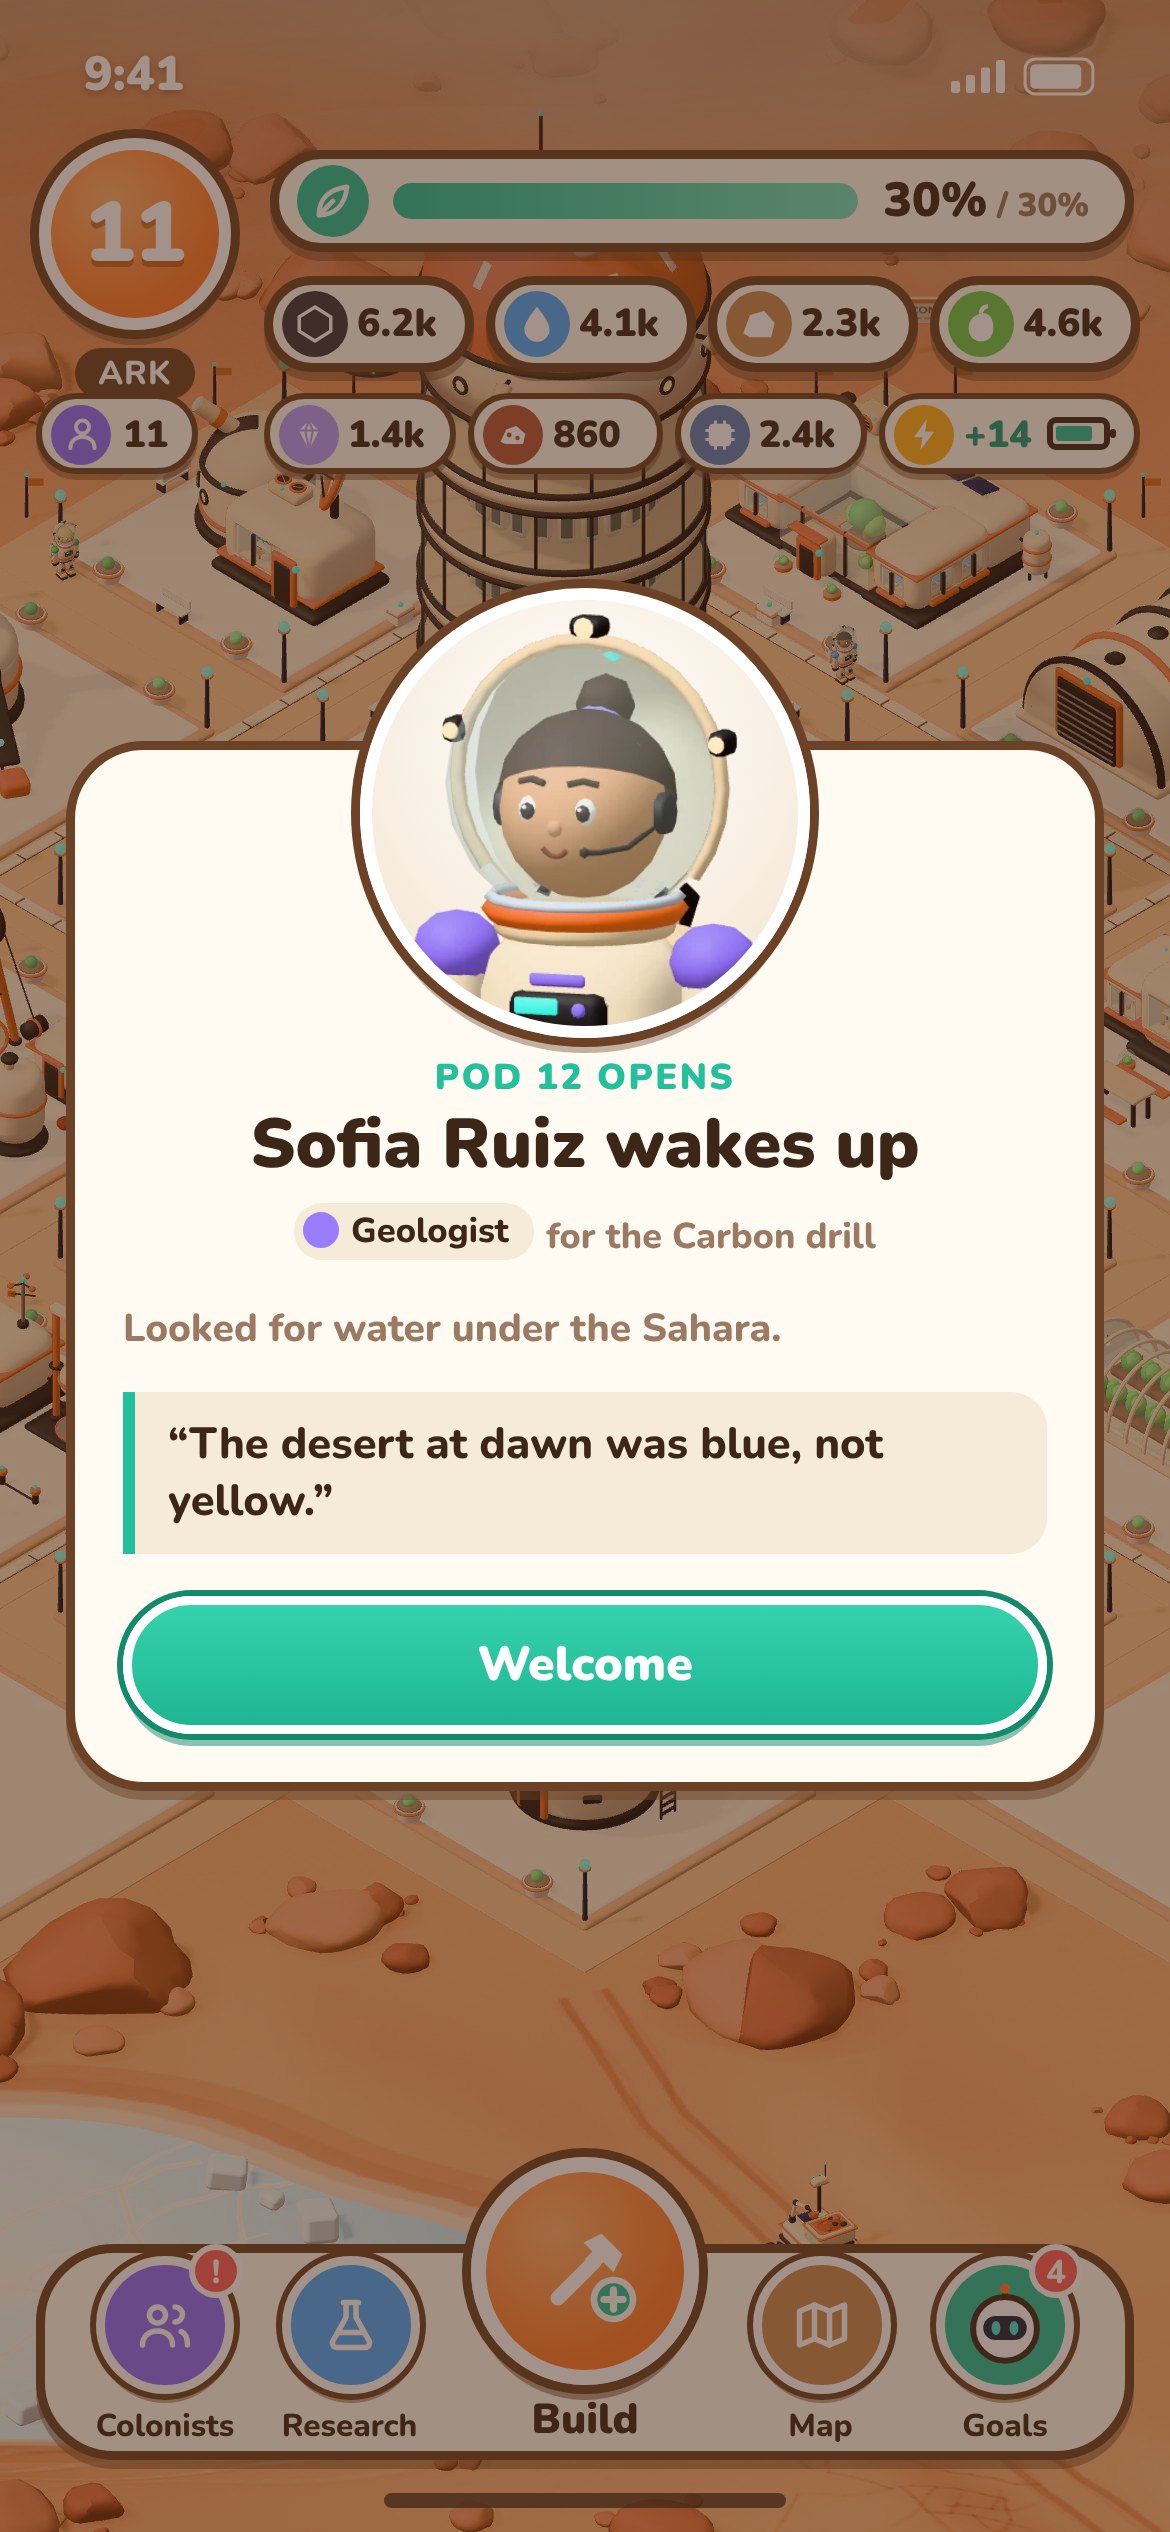 9:41
11
ARK
30% / 30%
6.2k
4.1k
2.3k
4.6k
11
1.4k
860
2.4k
+14
POD 12 OPENS
Sofia Ruiz wakes up
Geologist for the Carbon drill
Looked for water under the Sahara.
“The desert at dawn was blue, not
yellow.”
Welcome
!
4
Colonists
Research
Build
Map
Goals